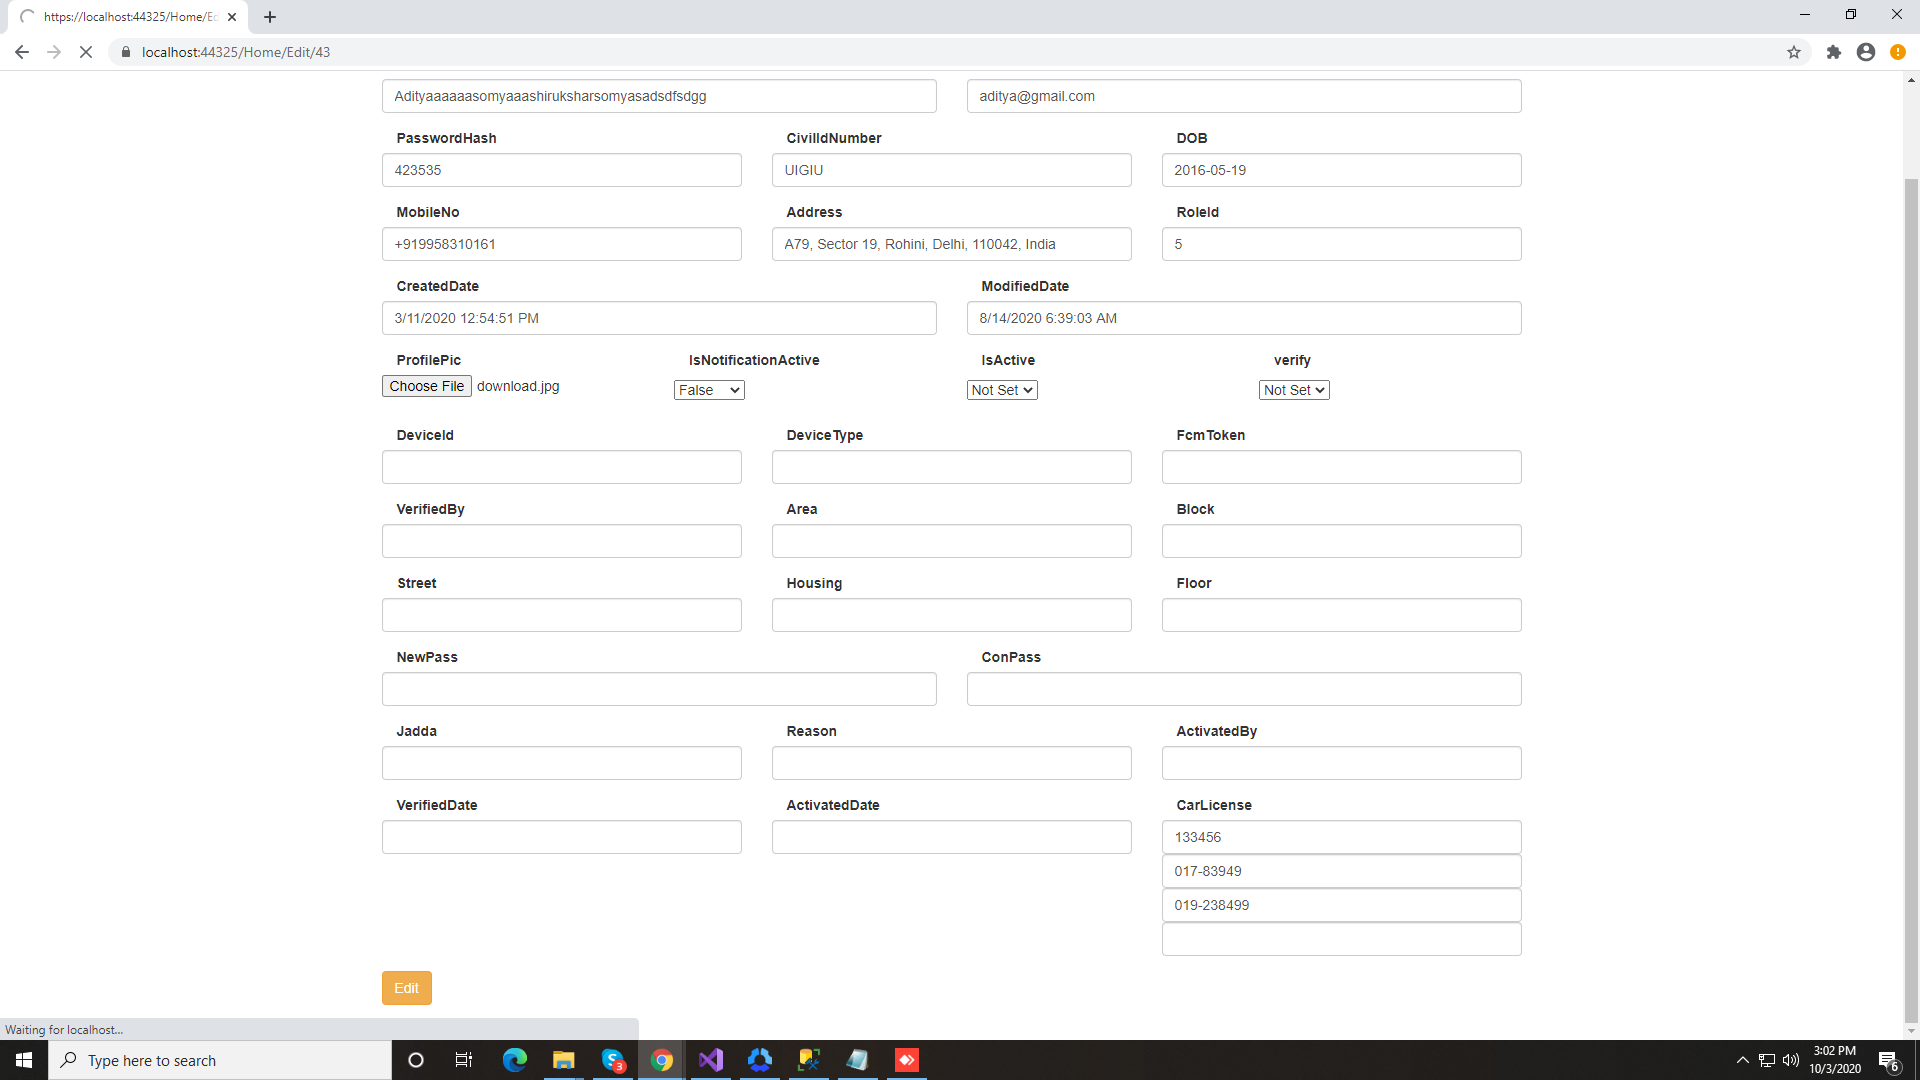 https://localhost:44325/Home/Ed
localhost:44325/Home/Edit/43
Adityaaaaaasomyaaashiruksharsomyasadsdfsdgg aditya@gmail.com
PasswordHash CivilIdNumber DOB
423535 UIGIU 2016-05-19
MobileNo Address RoleId
+919958310161 A79, Sector 19, Rohini, Delhi, 110042, India 5
CreatedDate ModifiedDate
3/11/2020 12:54:51 PM 8/14/2020 6:39:03 AM
ProfilePic IsNotificationActive IsActive verify
Choose File download.jpg False Not Set Not Set
DeviceId DeviceType FcmToken
VerifiedBy Area Block
Street Housing Floor
NewPass ConPass
Jadda Reason ActivatedBy
VerifiedDate ActivatedDate CarLicense
133456
017-83949
019-238499
Edit
Waiting for localhost...
Type here to search
3
3:02 PM
10/3/2020
6